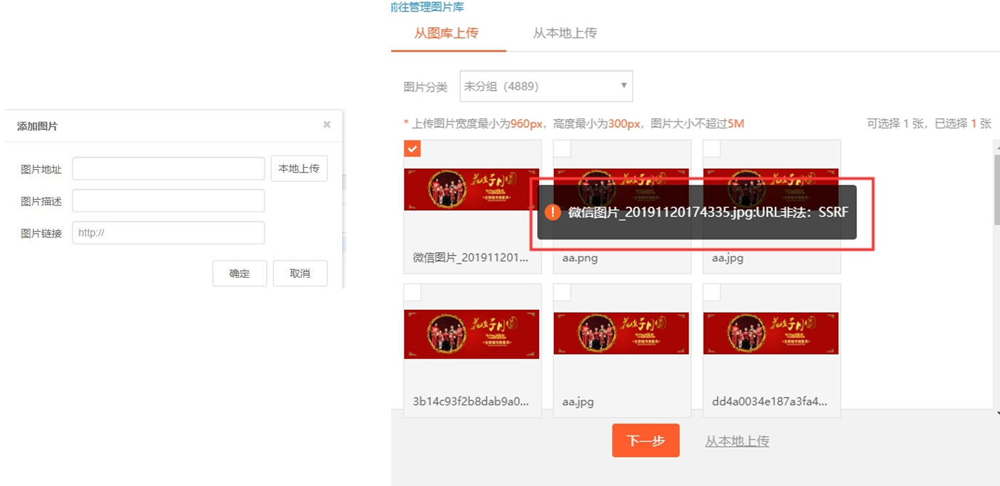 添加图片
×
图片地址
本地上传
图片描述
图片链接
http://
确定
取消
前往管理图片库
从图库上传
从本地上传
图片分类
未分组（4889）
* 上传图片宽度最小为960px，高度最小为300px，图片大小不超过5M
可选择 1 张，已选择 1 张
微信图片_20191120174335.jpg:URL非法：SSRF
微信图片_201911201...
aa.png
aa.jpg
3b14c93f2b8dab9a0...
aa.jpg
dd4a0034e187a3fa4...
下一步
从本地上传